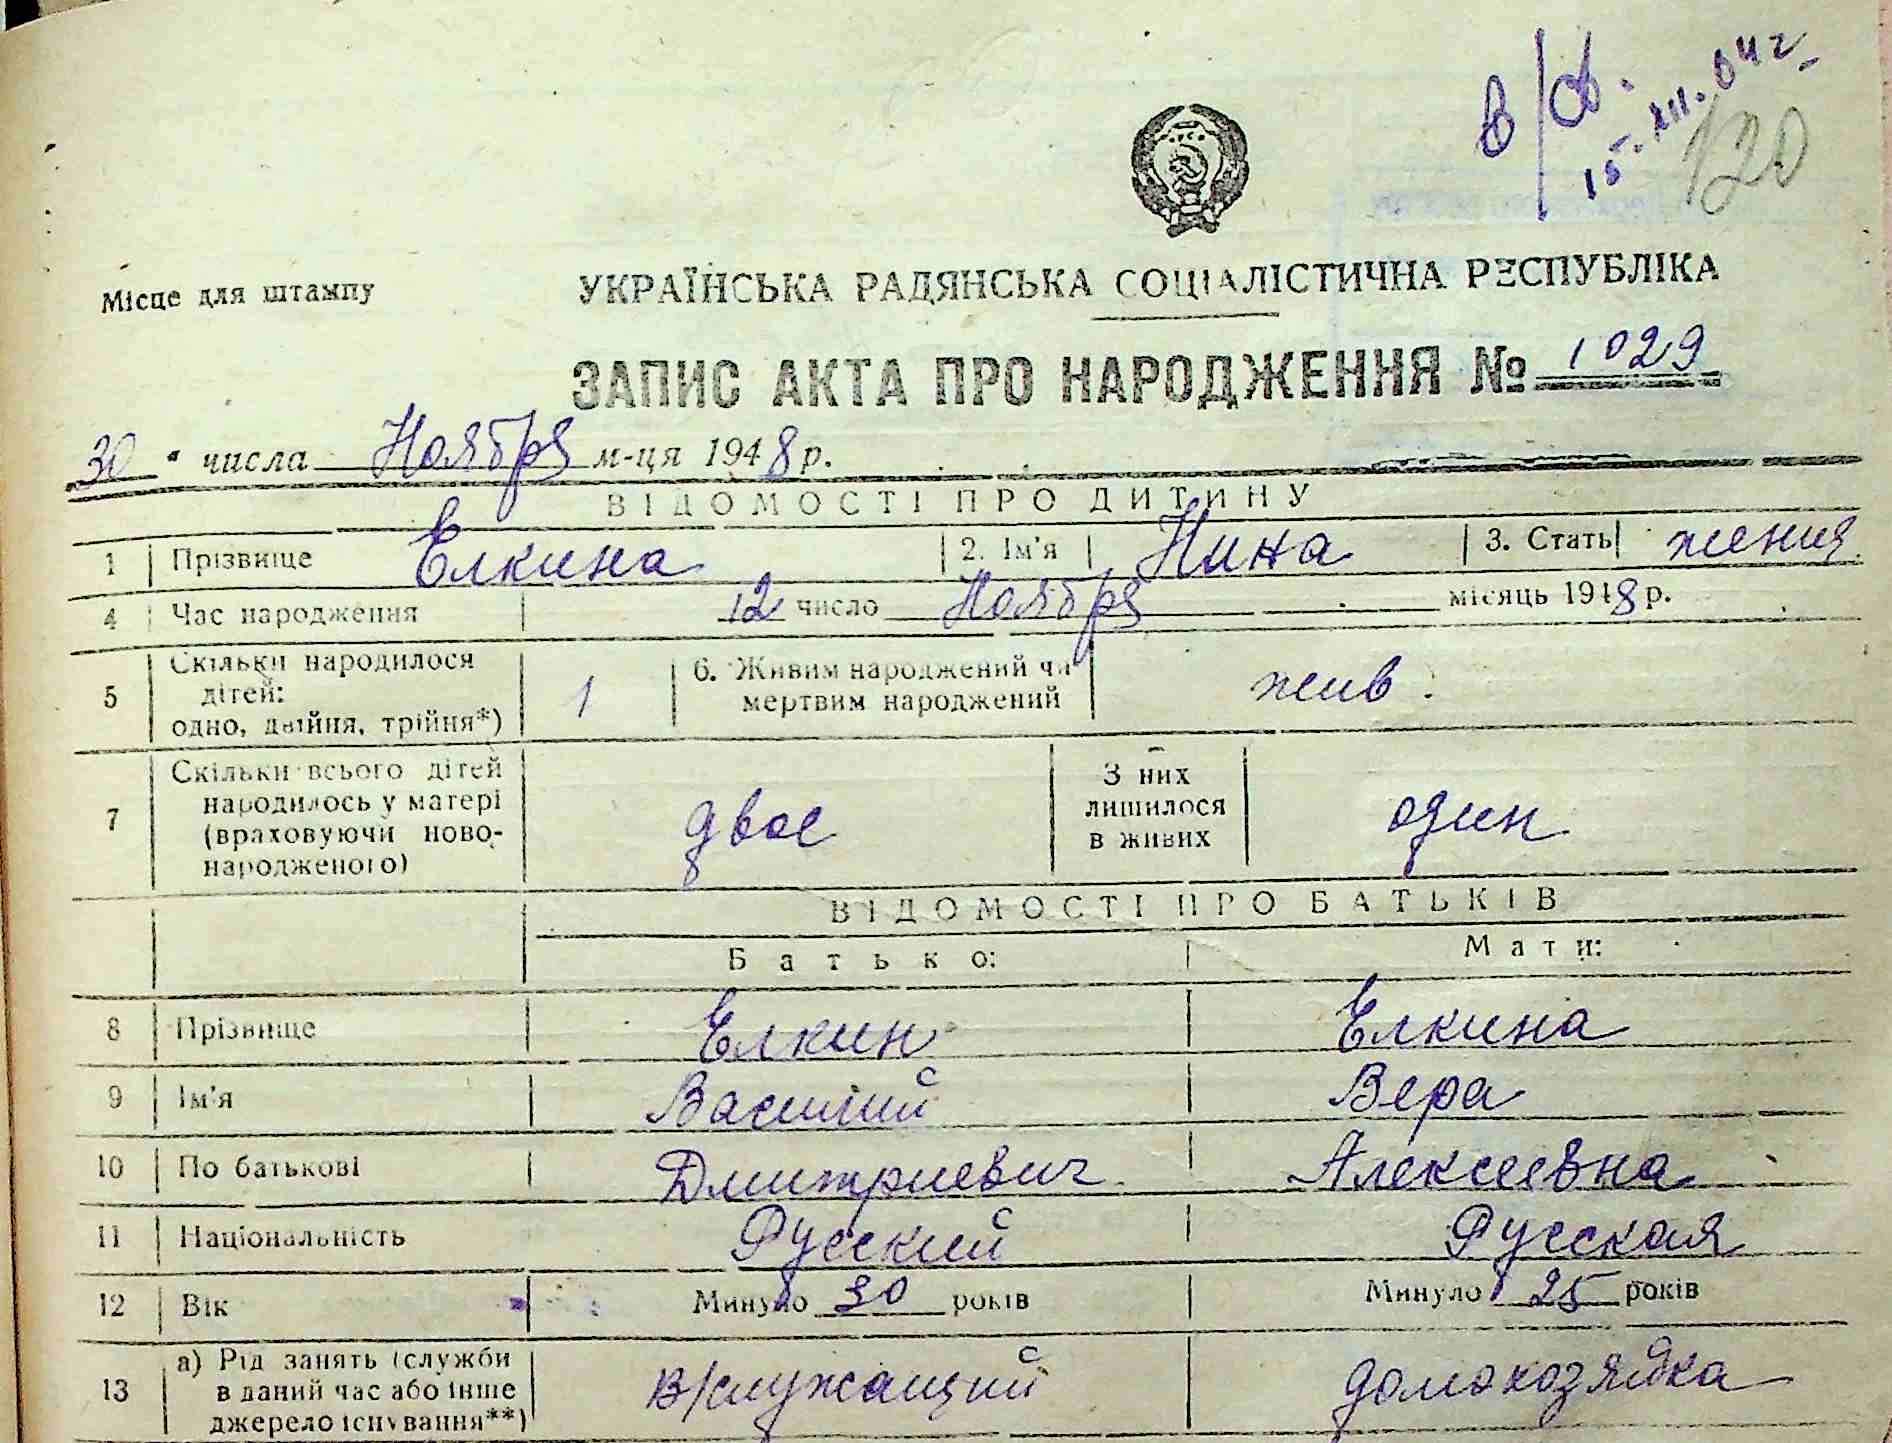 в/об.
15.XII.04г.
120
Місце для штампу
УКРАЇНСЬКА РАДЯНСЬКА СОЦІАЛІСТИЧНА РЕСПУБЛІКА
ЗАПИС АКТА ПРО НАРОДЖЕННЯ № 1029
30 числа Ноября м-ця 1948 р.
ВІДОМОСТІ ПРО ДИТИНУ
1 Прізвище Елкина 2. Ім'я Нина 3. Стать
4 Час народження 12 число Ноября місяць 1948 р.
5 Скільки народилося
дітей:
одно, двійня, трійня*) 1 6. Живим народжений чи
мертвим народжений жив.
7 Скільки всього дітей
народилось у матері
(враховуючи ново-
народженого) двое З них
лишилося
в живих один
ВІДОМОСТІ ПРО БАТЬКІВ
Батько: Мати:
8 Прізвище Елкин Елкина
9 Ім'я Василий Вера
10 По батькові Дмитриевич Алексеевна
11 Національність Русский Русская
12 Вік Минуло 30 років Минуло 25 років
13 а) Рід занять (служби
в даний час або інше
джерело існування**) В/служащий домохозяйка